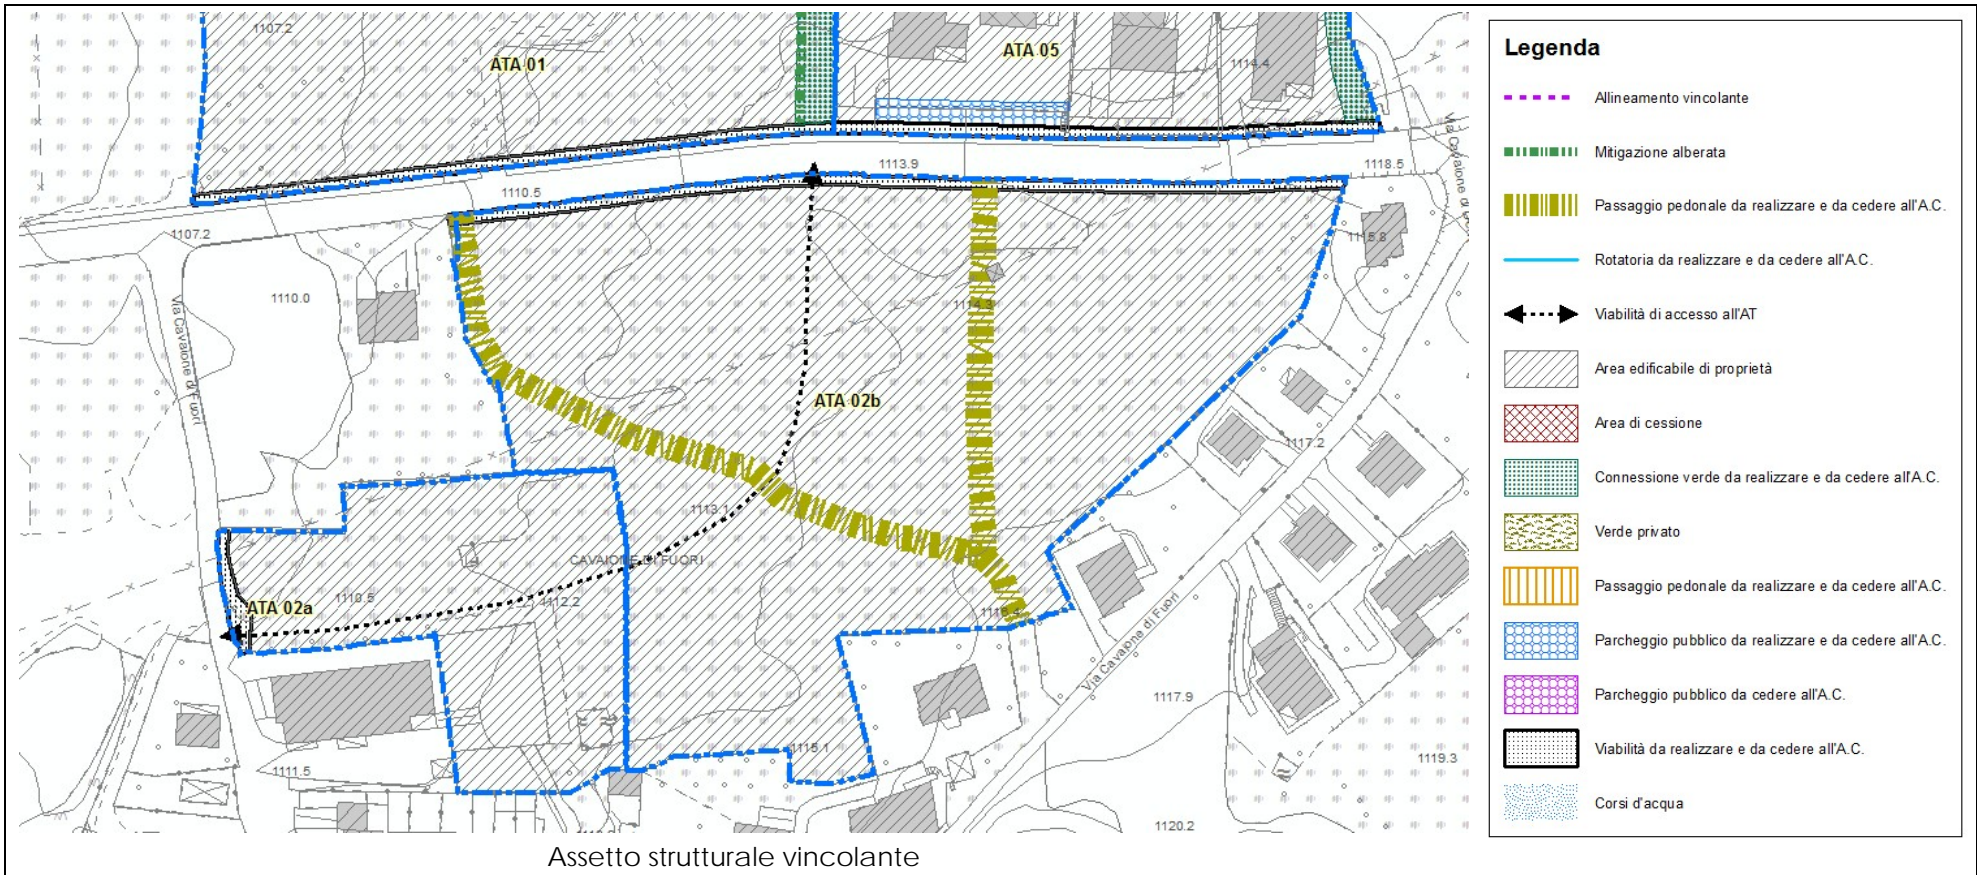 1107.2
ATA 01
ATA 05
1114.4
1113.9
1118.5
1110.5
1107.2
1115.8
1110.0
1114.3
Via Cavaione di Fuori
ATA 02b
1117.2
1113.1
CAVAIONE DI FUORI
1112.2
1110.5
ATA 02a
1116.4
Via Cavaione di Fuori
1117.9
1115.1
1111.5
1119.3
1120.2
Via Cavaione di
Assetto strutturale vincolante
Legenda
Allineamento vincolante
Mitigazione alberata
Passaggio pedonale da realizzare e da cedere all'A.C.
Rotatoria da realizzare e da cedere all'A.C.
Viabilità di accesso all'AT
Area edificabile di proprietà
Area di cessione
Connessione verde da realizzare e da cedere all'A.C.
Verde privato
Passaggio pedonale da realizzare e da cedere all'A.C.
Parcheggio pubblico da realizzare e da cedere all'A.C.
Parcheggio pubblico da cedere all'A.C.
Viabilità da realizzare e da cedere all'A.C.
Corsi d'acqua